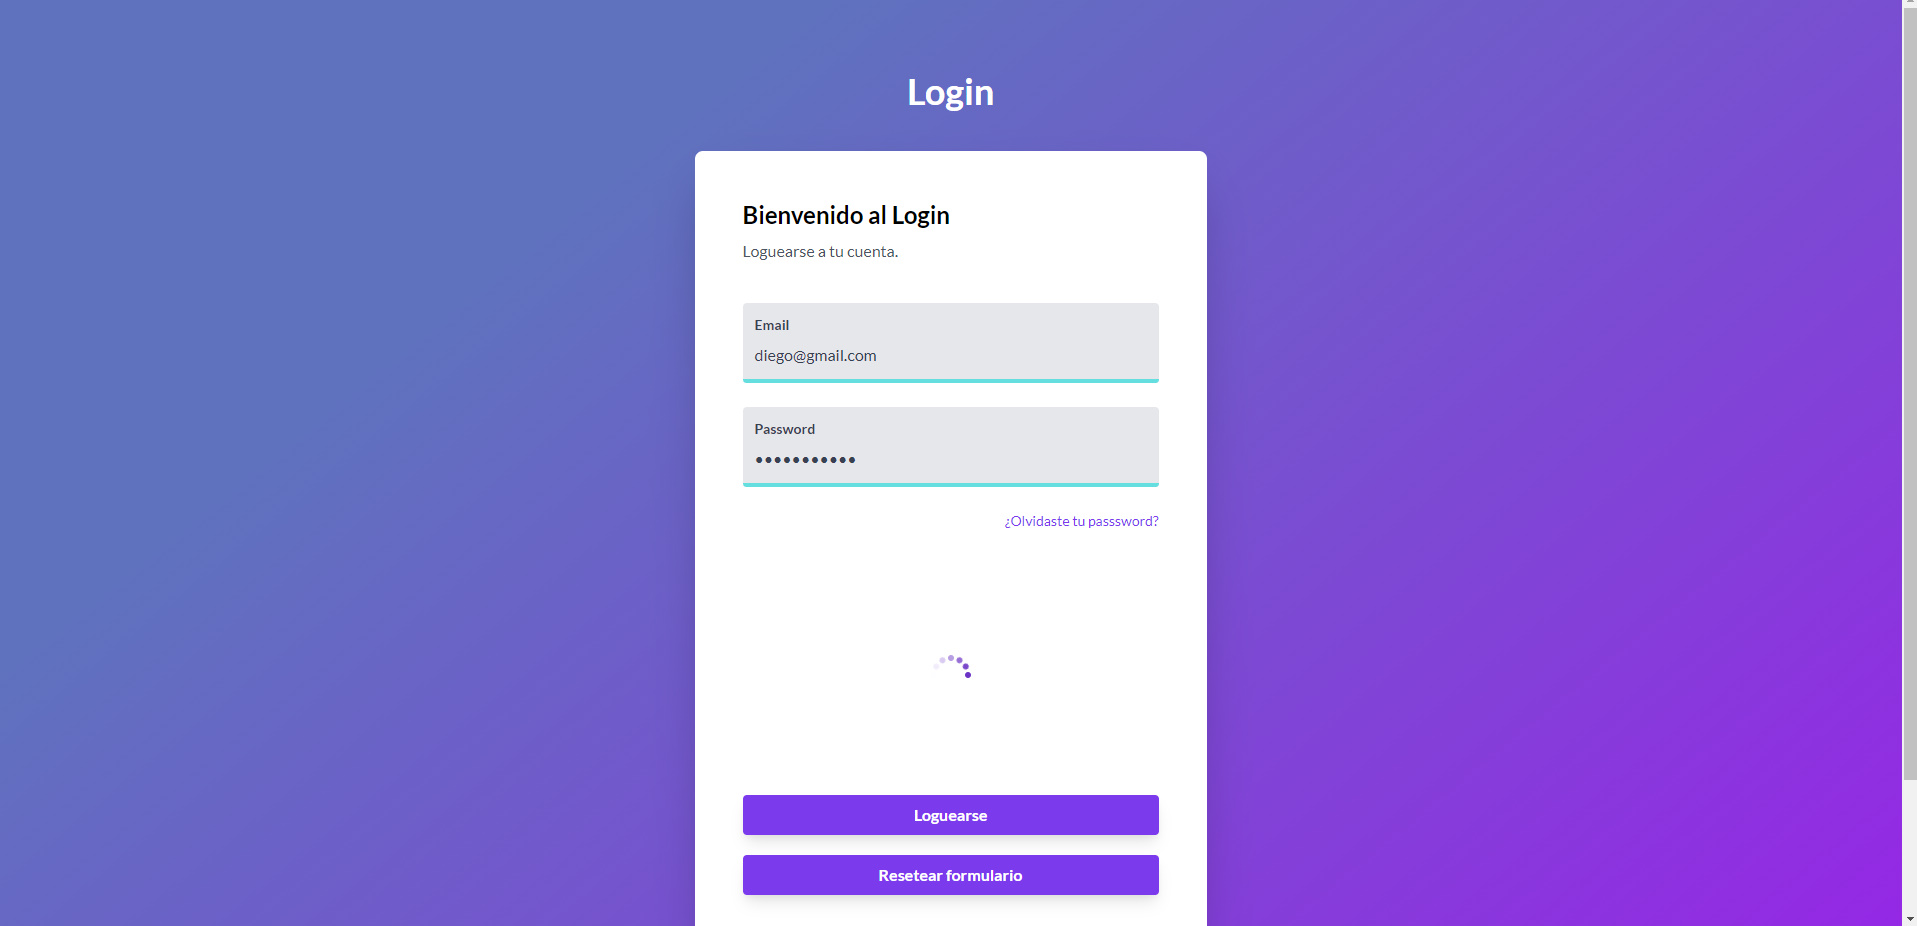 Login
Bienvenido al Login
Loguearse a tu cuenta.
Email
diego@gmail.com
Password
•••••••••••
¿Olvidaste tu passsword?
Loguearse
Resetear formulario